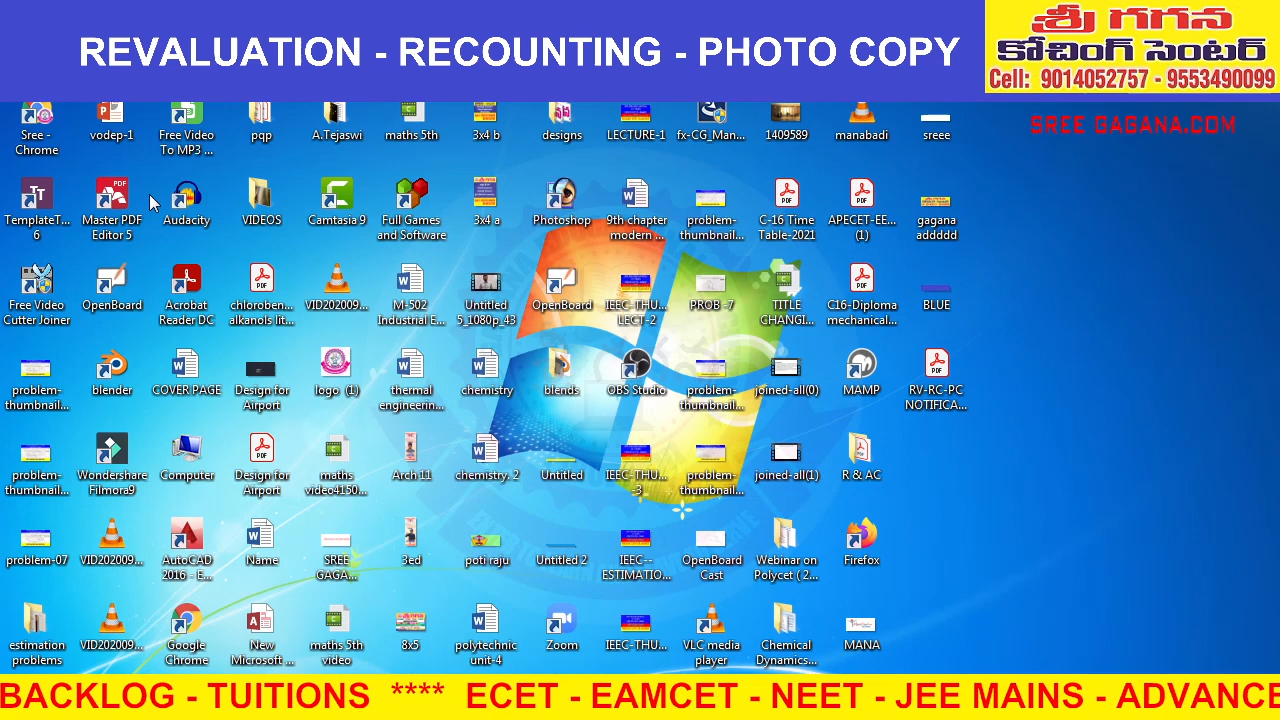 REVALUATION - RECOUNTING - PHOTO COPY
శ్రీ గగన
కోచింగ్ సెంటర్
Cell: 9014052757 - 9553490099
SREE GAGANA.COM
Sree - Chrome
vodep-1
Free Video To MP3 ...
pqp
A.Tejaswi
maths 5th
3x4 b
designs
LECTURE-1
fx-CG_Man...
1409589
manabadi
sreee
TemplateT... 6
Master PDF Editor 5
Audacity
VIDEOS
Camtasia 9
Full Games and Software
3x4 a
Photoshop
9th chapter modern ...
problem-thumbnail...
C-16 Time Table-2021
APECET-EE... (1)
gagana addddd
Free Video Cutter Joiner
OpenBoard
Acrobat Reader DC
chloroben... alkanols lit...
VID202009...
M-502 Industrial E...
Untitled 5_1080p_43
OpenBoard
IEEC-THU... LECT-2
PROB -7
TITLE CHANGI...
C16-Diploma mechanical...
BLUE
problem-thumbnail...
blender
COVER PAGE
Design for Airport
logo (1)
thermal engineerin...
chemistry
blends
OBS Studio
problem-thumbnail...
joined-all(0)
MAMP
RV-RC-PC NOTIFICA...
problem-thumbnail...
Wondershare Filmora9
Computer
Design for Airport
maths video4150...
Arch 11
chemistry. 2
Untitled
IEEC-THU... -3
problem-thumbnail...
joined-all(1)
R & AC
problem-07
VID202009...
AutoCAD 2016 - E...
Name
SREE GAGA...
3ed
poti raju
Untitled 2
IEEC-- ESTIMATIO...
OpenBoard Cast
Webinar on Polycet ( 2...
Firefox
estimation problems
VID202009...
Google Chrome
New Microsoft ...
maths 5th video
8x5
polytechnic unit-4
Zoom
IEEC-THU...
VLC media player
Chemical Dynamics...
MANA
BACKLOG - TUITIONS **** ECET - EAMCET - NEET - JEE MAINS - ADVANCE